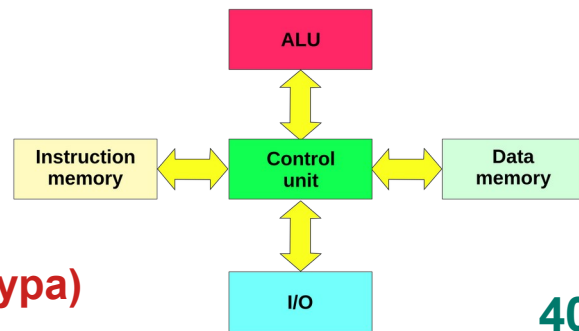 ALU
Instruction
memory
Control
unit
Data
memory
ypa)
I/O
40